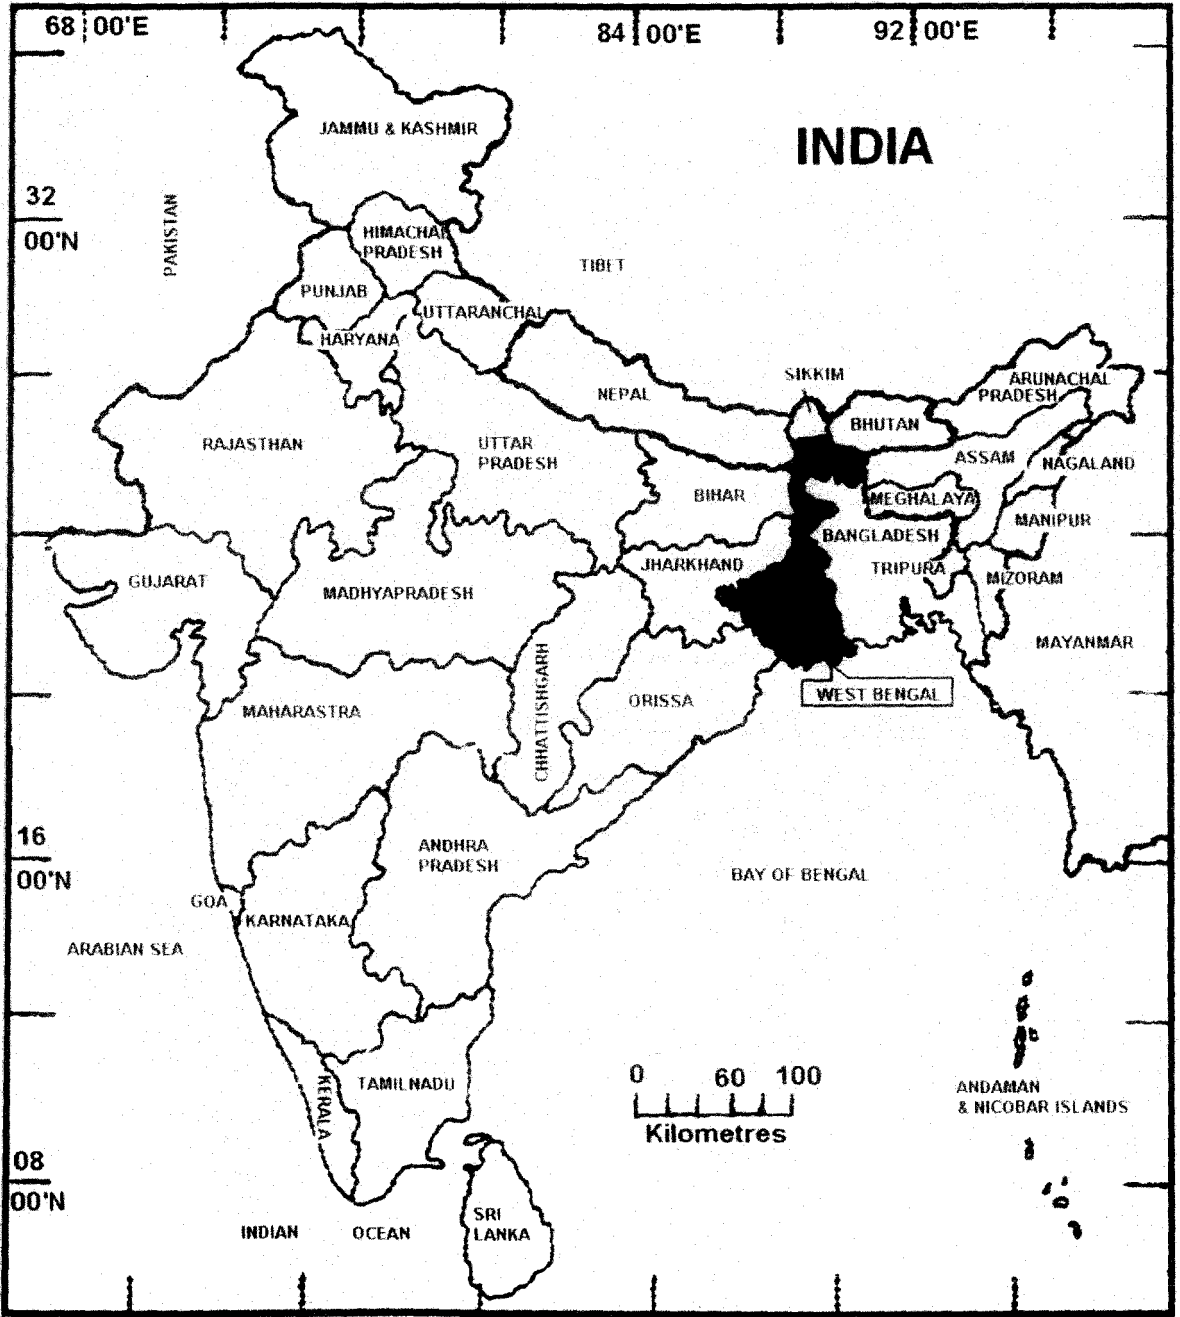 68 00'E
84 00'E
92 00'E
INDIA
JAMMU & KASHMIR
32
00'N
PAKISTAN
HIMACHAL
PRADESH
TIBET
PUNJAB
UTTARANCHAL
HARYANA
SIKKIM
NEPAL
ARUNACHAL
PRADESH
BHUTAN
RAJASTHAN
UTTAR
PRADESH
ASSAM
NAGALAND
BIHAR
MEGHALAYA
MANIPUR
BANGLADESH
JHARKHAND
TRIPURA
MIZORAM
GUJARAT
MADHYAPRADESH
MAYANMAR
CHHATTISHGARH
ORISSA
WEST BENGAL
MAHARASTRA
16
00'N
ANDHRA
PRADESH
BAY OF BENGAL
GOA
KARNATAKA
ARABIAN SEA
0 60 100
Kilometres
KERALA
TAMILNADU
ANDAMAN
& NICOBAR ISLANDS
08
00'N
SRI
LANKA
INDIAN OCEAN